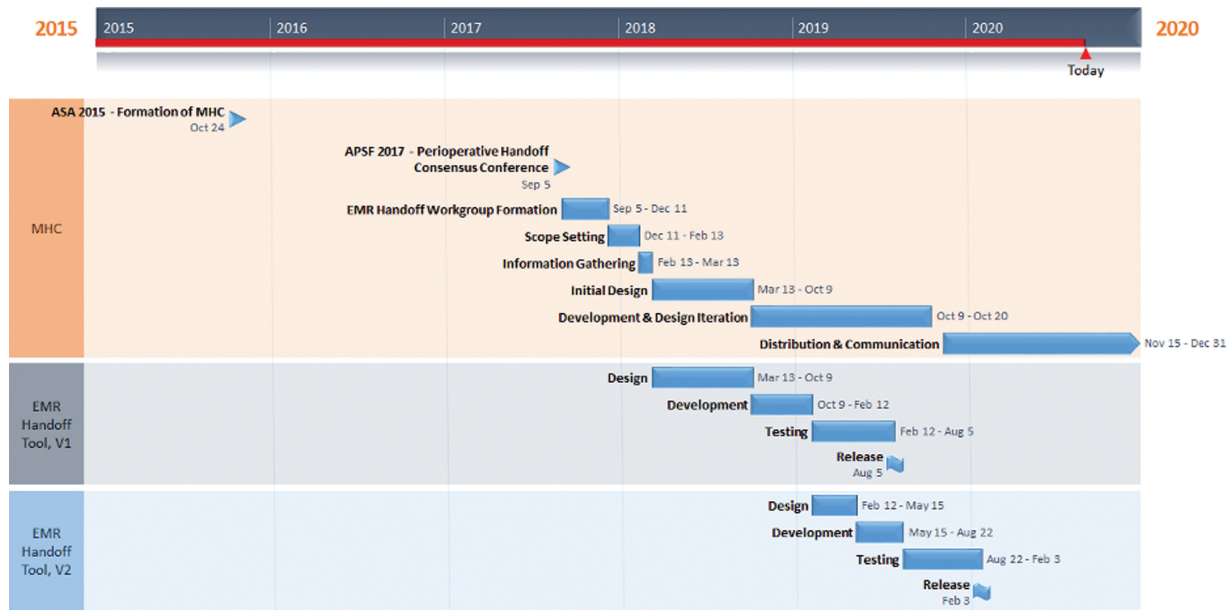 2015
2015
2016
2017
2018
2019
2020
2020
Today
MHC
ASA 2015 - Formation of MHC
Oct 24
APSF 2017 - Perioperative Handoff
Consensus Conference
Sep 5
EMR Handoff Workgroup Formation
Sep 5 - Dec 11
Scope Setting
Dec 11 - Feb 13
Information Gathering
Feb 13 - Mar 13
Initial Design
Mar 13 - Oct 9
Development & Design Iteration
Oct 9 - Oct 20
Distribution & Communication
Nov 15 - Dec 31
EMR
Handoff
Tool, V1
Design
Mar 13 - Oct 9
Development
Oct 9 - Feb 12
Testing
Feb 12 - Aug 5
Release
Aug 5
EMR
Handoff
Tool, V2
Design
Feb 12 - May 15
Development
May 15 - Aug 22
Testing
Aug 22 - Feb 3
Release
Feb 3